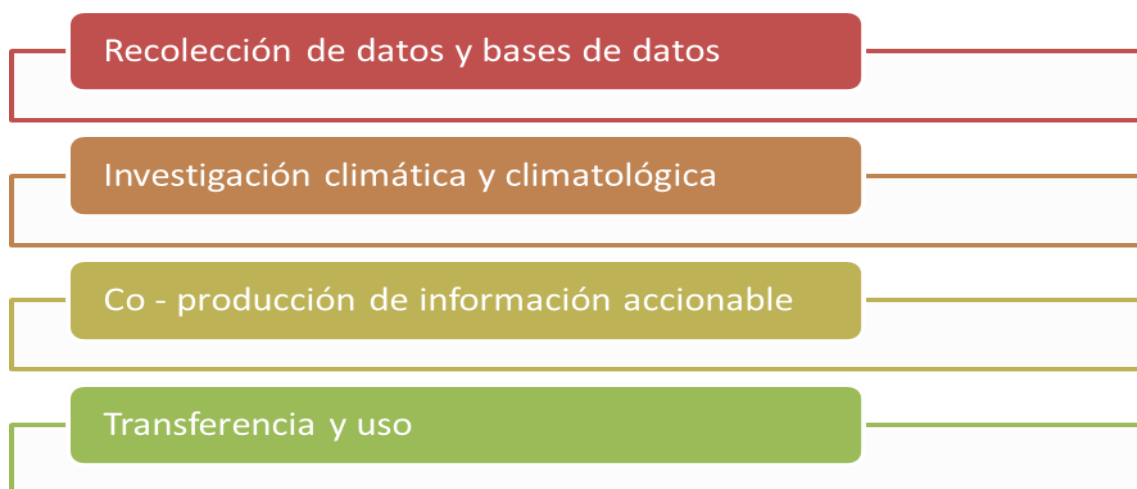 Recolección de datos y bases de datos
Investigación climática y climatológica
Co - producción de información accionable
Transferencia y uso